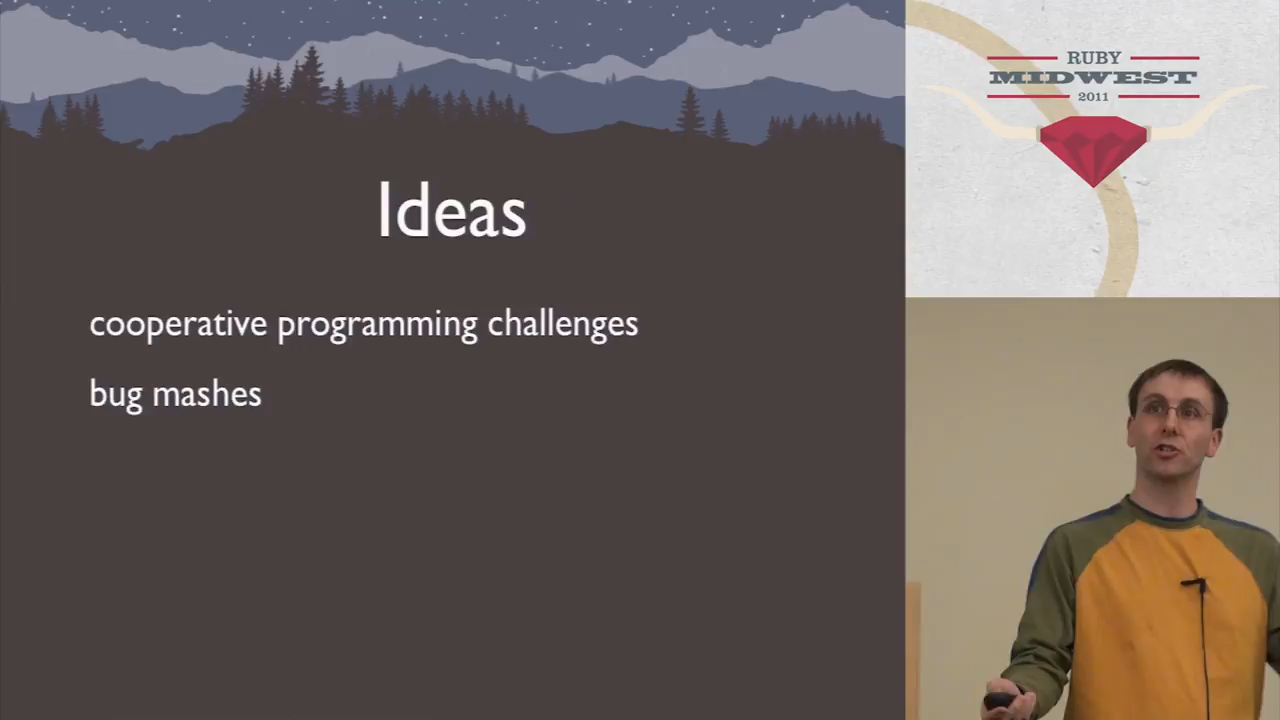 Ideas
cooperative programming challenges
bug mashes
RUBY
MIDWEST
2011